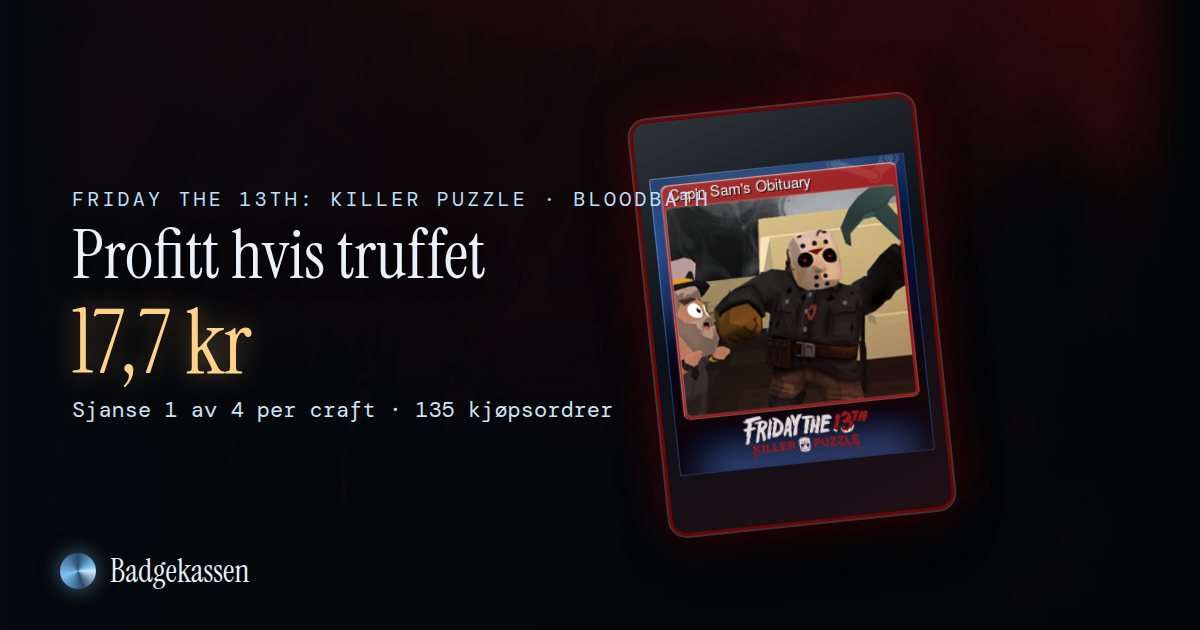 FRIDAY THE 13TH: KILLER PUZZLE · BLOODBATH
Profitt hvis truffet
17,7 kr
Sjanse 1 av 4 per craft · 135 kjøpsordrer
Badgekassen
Cap'n Sam's Obituary
FRIDAY THE 13TH
KILLER PUZZLE